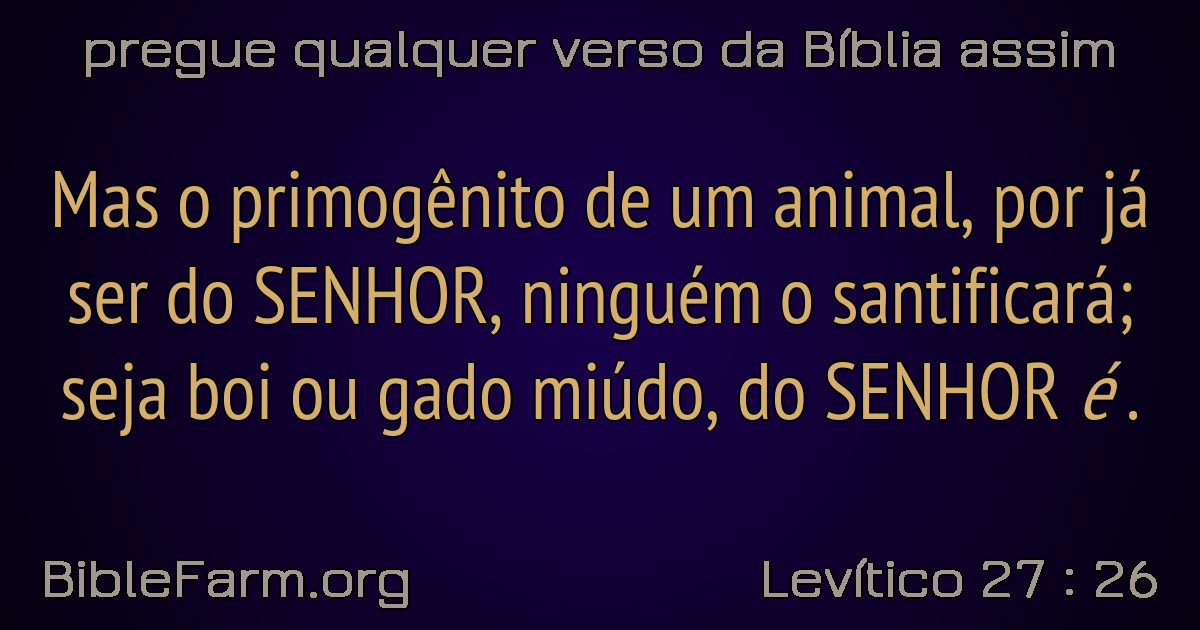 pregue qualquer verso da Bíblia assim
Mas o primogênito de um animal, por já
ser do SENHOR, ninguém o santificará;
seja boi ou gado miúdo, do SENHOR é .
BibleFarm.org
Levítico 27 : 26